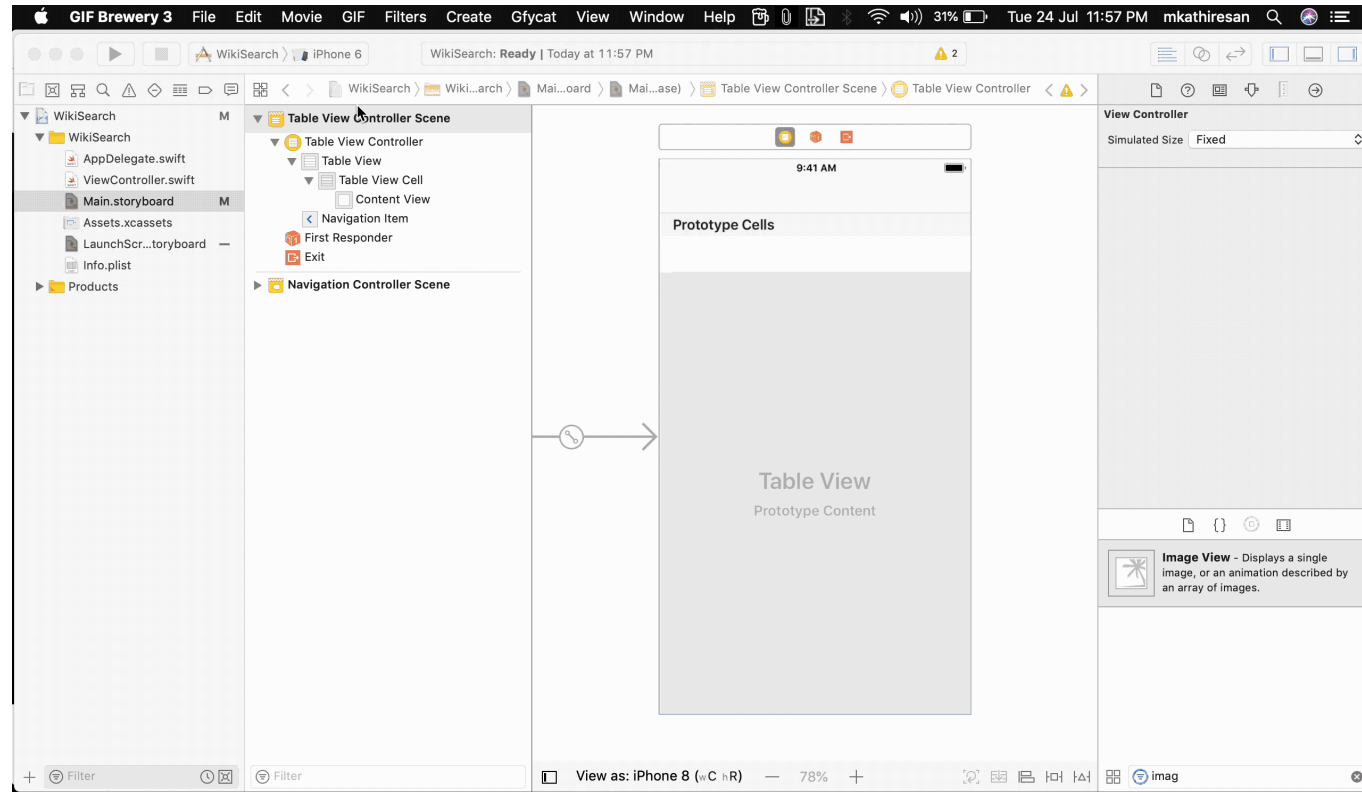 GIF Brewery 3 File Edit Movie GIF Filters Create Gfycat View Window Help 31% Tue 24 Jul 11:57 PM mkathiresan
WikiSearch iPhone 6 WikiSearch: Ready | Today at 11:57 PM 2
WikiSearch Wiki...arch Mai...oard Mai...ase) Table View Controller Scene Table View Controller
WikiSearch M
WikiSearch
AppDelegate.swift
ViewController.swift
Main.storyboard M
Assets.xcassets
LaunchScr...toryboard
Info.plist
Products
Filter
Table View Controller Scene
Table View Controller
Table View
Table View Cell
Content View
Navigation Item
First Responder
Exit
Navigation Controller Scene
Filter
9:41 AM
Prototype Cells
Table View
Prototype Content
View as: iPhone 8 (wC hR) — 78% +
View Controller
Simulated Size Fixed
{}
Image View - Displays a single
image, or an animation described by
an array of images.
imag